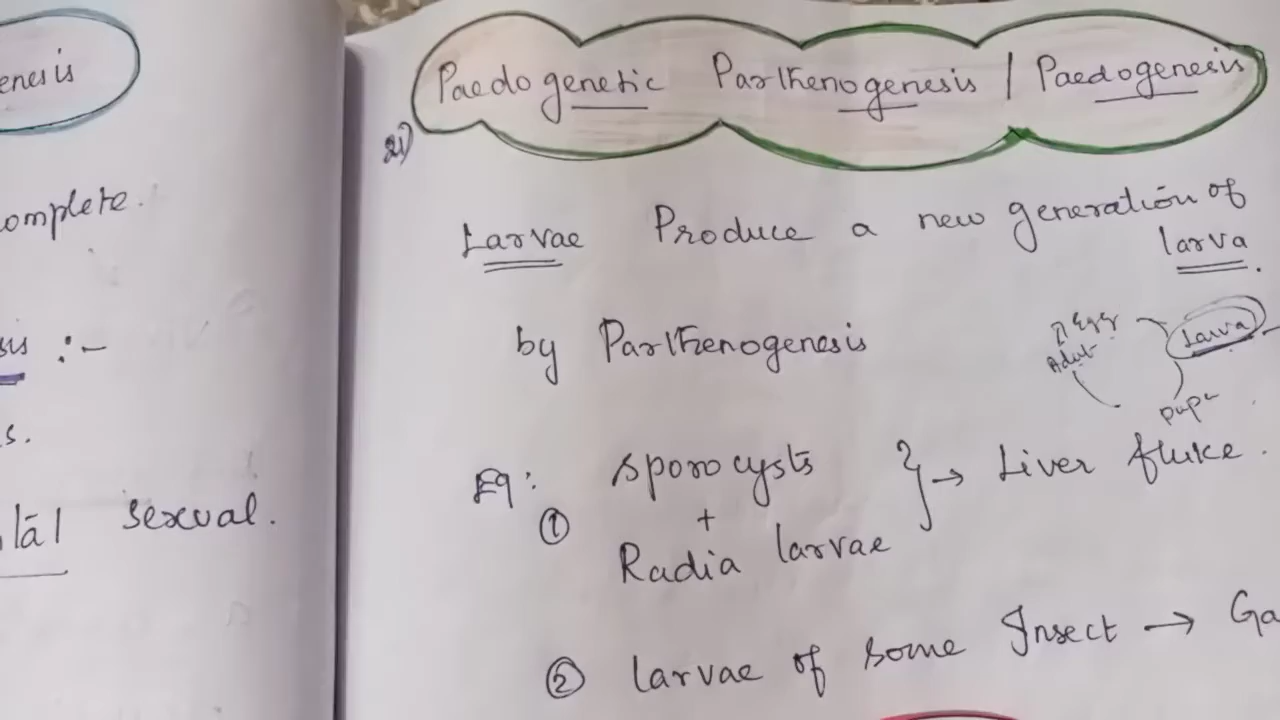 enesis
omplete.
sis :-
s.
sexual.
Paedogenetic Parthenogenesis / Paedogenesis
Larvae Produce a new generation of
larva.
by Parthenogenesis
Egg
Adult
Larva
pupa
Eg:
① Sporocysts
+
Radia larvae
} → Liver fluke.
② larvae of some Insect → Ga